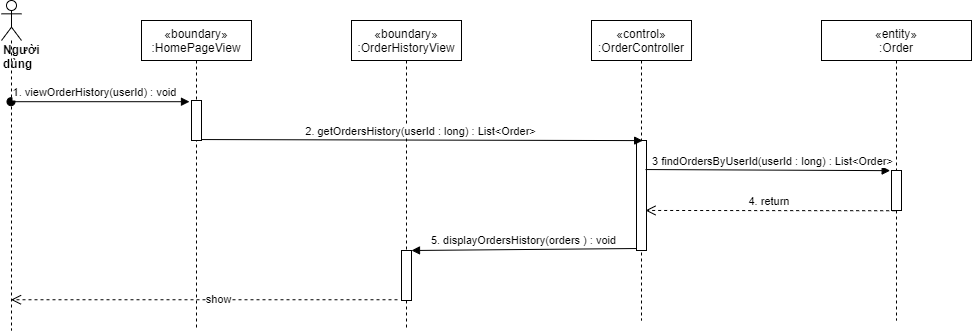 «boundary»
:HomePageView
«boundary»
:OrderHistoryView
«control»
:OrderController
«entity»
:Order
Người
dùng
1. viewOrderHistory(userId) : void
2. getOrdersHistory(userId : long) : List<Order>
3 findOrdersByUserId(userId : long) : List<Order>
4. return
5. displayOrdersHistory(orders ) : void
show